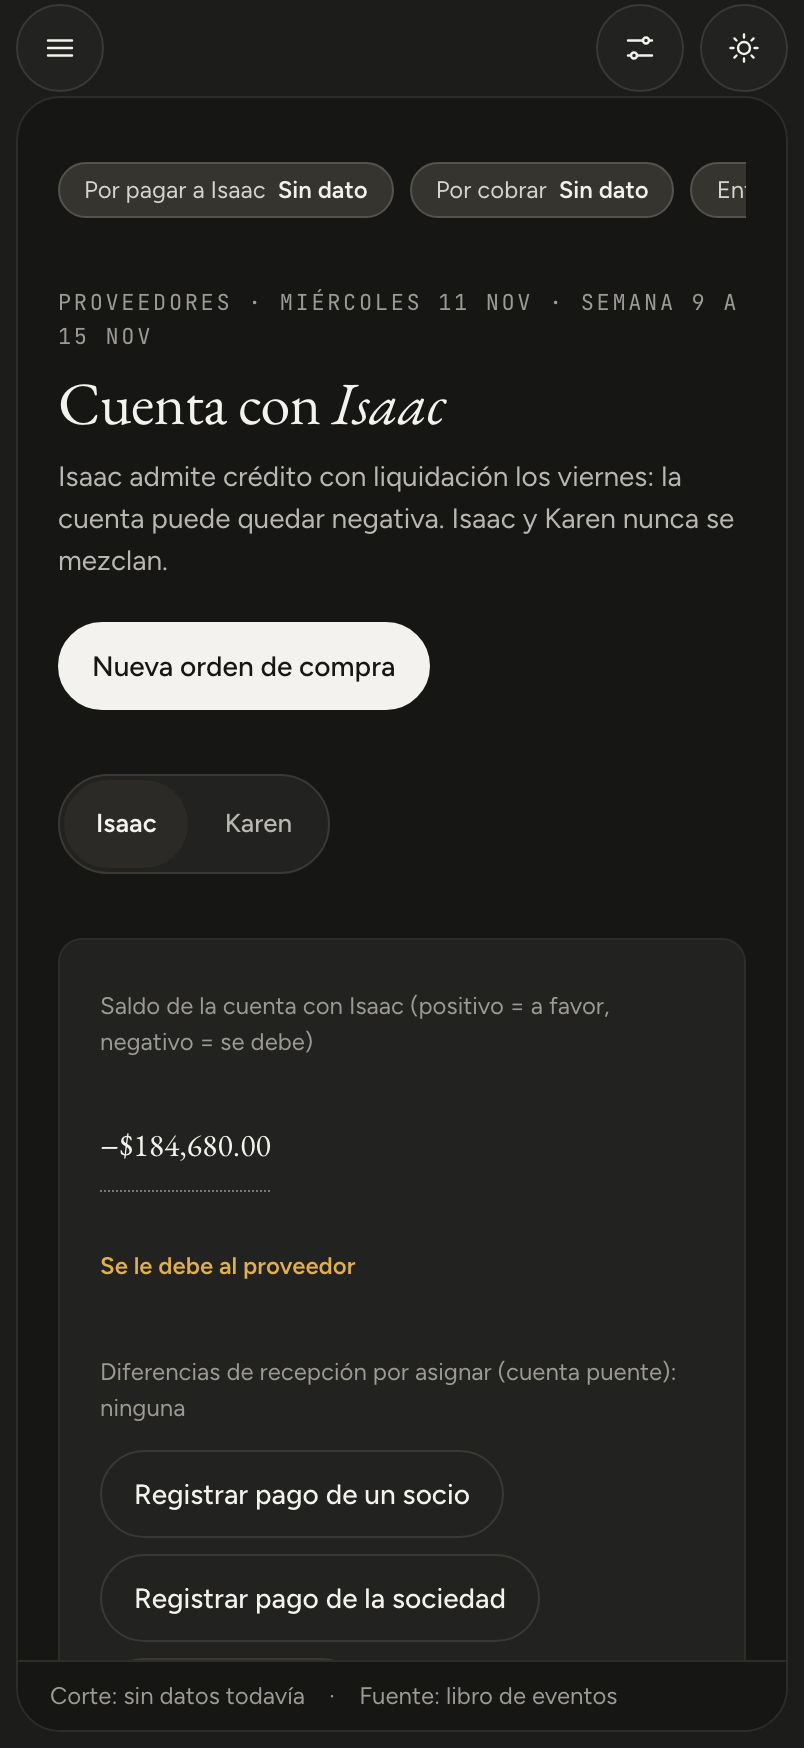 Por pagar a Isaac Sin dato
Por cobrar Sin dato
PROVEEDORES · MIÉRCOLES 11 NOV · SEMANA 9 A
15 NOV
Cuenta con Isaac
Isaac admite crédito con liquidación los viernes: la
cuenta puede quedar negativa. Isaac y Karen nunca se
mezclan.
Nueva orden de compra
Isaac
Karen
Saldo de la cuenta con Isaac (positivo = a favor,
negativo = se debe)
−$184,680.00
Se le debe al proveedor
Diferencias de recepción por asignar (cuenta puente):
ninguna
Registrar pago de un socio
Registrar pago de la sociedad
Corte: sin datos todavía · Fuente: libro de eventos